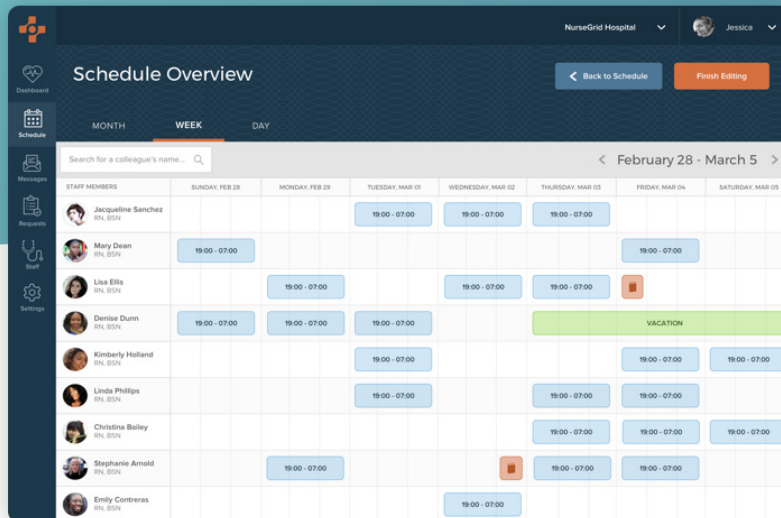 NurseGrid Hospital
Jessica
Dashboard
Schedule
Messages
Requests
Staff
Settings
Schedule Overview
Back to Schedule
Finish Editing
MONTH WEEK DAY
Search for a colleague's name...
February 28 - March 5
STAFF MEMBERS SUNDAY, FEB 28 MONDAY, FEB 29 TUESDAY, MAR 01 WEDNESDAY, MAR 02 THURSDAY, MAR 03 FRIDAY, MAR 04 SATURDAY, MAR 05
Jacqueline Sanchez
RN, BSN
19:00 - 07:00 19:00 - 07:00 19:00 - 07:00
Mary Dean
RN, BSN
19:00 - 07:00 19:00 - 07:00
Lisa Ellis
RN, BSN
19:00 - 07:00 19:00 - 07:00 19:00 - 07:00
Denise Dunn
RN, BSN
19:00 - 07:00 19:00 - 07:00 19:00 - 07:00 VACATION
Kimberly Holland
RN, BSN
19:00 - 07:00 19:00 - 07:00 19:00 - 07:00
Linda Phillips
RN, BSN
19:00 - 07:00 19:00 - 07:00 19:00 - 07:00
Christina Bailey
RN, BSN
19:00 - 07:00 19:00 - 07:00 19:00 - 07:00
Stephanie Arnold
RN, BSN
19:00 - 07:00 19:00 - 07:00 19:00 - 07:00
Emily Contreras
RN, BSN
19:00 - 07:00